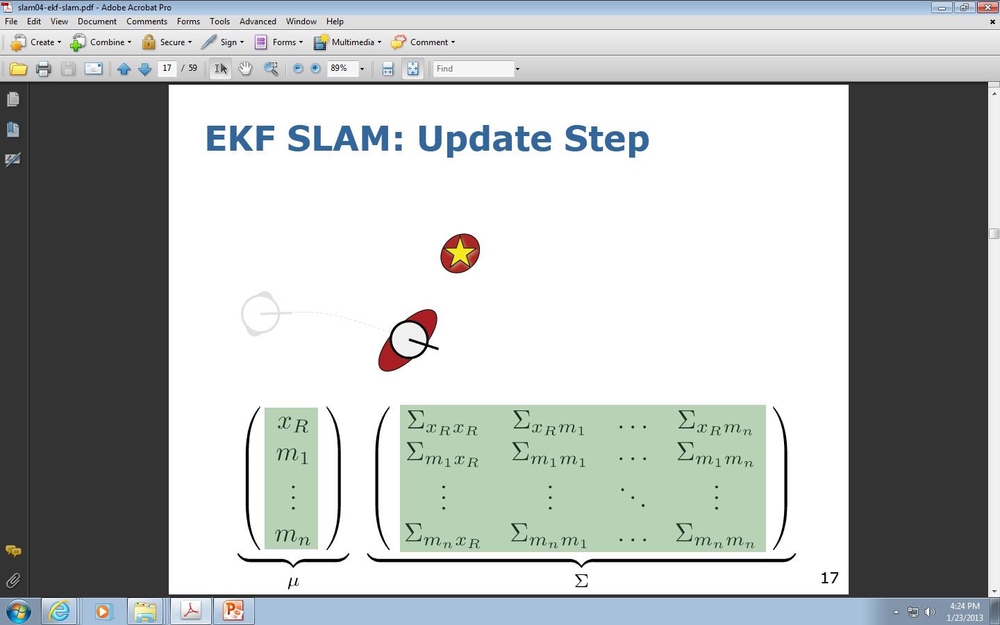 slam04-ekf-slam.pdf - Adobe Acrobat Pro
File Edit View Document Comments Forms Tools Advanced Window Help
Create Combine Secure Sign Forms Multimedia Comment
17 / 59 89% Find
EKF SLAM: Update Step
x_R Σ_{x_R x_R} Σ_{x_R m_1} … Σ_{x_R m_n}
m_1 Σ_{m_1 x_R} Σ_{m_1 m_1} … Σ_{m_1 m_n}
⋮ ⋮ ⋮ ⋱ ⋮
m_n Σ_{m_n x_R} Σ_{m_n m_1} … Σ_{m_n m_n}
μ Σ
17
4:24 PM
1/23/2013